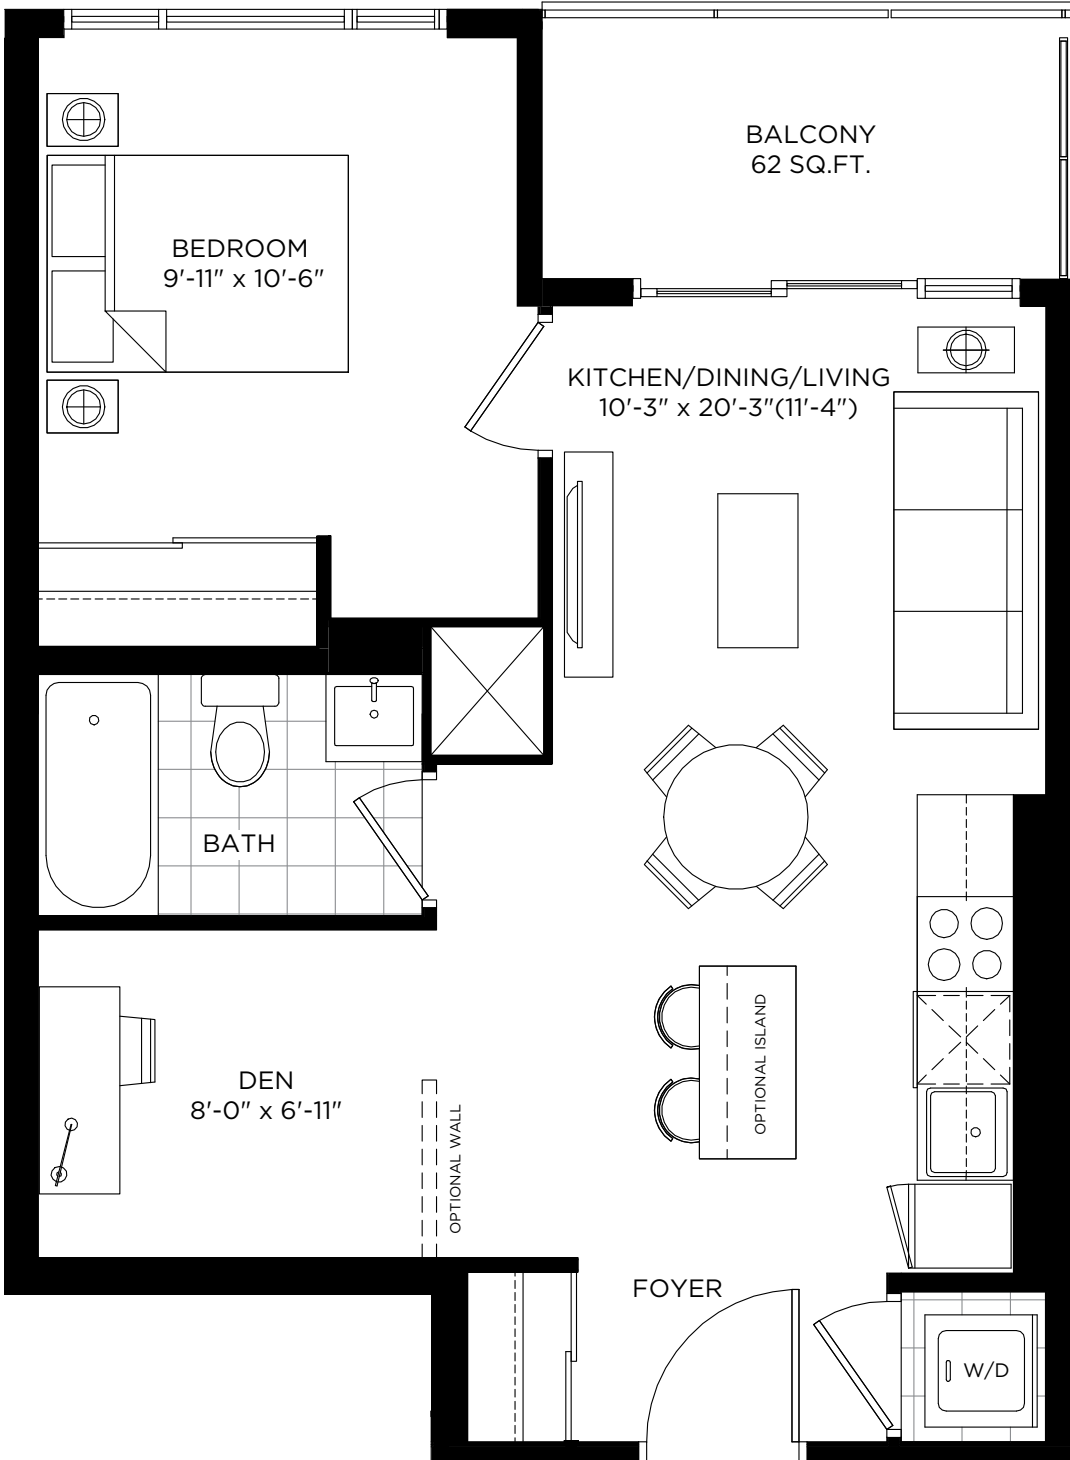 BALCONY
62 SQ.FT.
BEDROOM
9'-11" x 10'-6"
KITCHEN/DINING/LIVING
10'-3" x 20'-3"(11'-4")
BATH
DEN
8'-0" x 6'-11"
OPTIONAL WALL
OPTIONAL ISLAND
FOYER
W/D